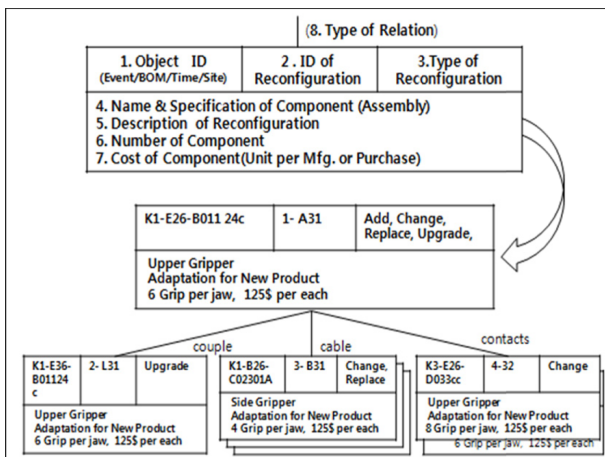 (8. Type of Relation)
1. Object ID
(Event/BOM/Time/Site)
2 . ID of
Reconfiguration
3.Type of
Reconfiguration
4. Name & Specification of Component (Assembly)
5. Description of Reconfiguration
6. Number of Component
7. Cost of Component(Unit per Mfg. or Purchase)
K1-E26-B011 24c
1- A31
Add, Change,
Replace, Upgrade,
Upper Gripper
Adaptation for New Product
6 Grip per jaw, 125$ per each
couple
cable
contacts
K1-E36-
B01124
c
2- L31
Upgrade
Upper Gripper
Adaptation for New Product
6 Grip per jaw, 125$ per each
K1-B26-
C02301A
3- B31
Change,
Replace
Side Gripper
Adaptation for New Product
4 Grip per jaw, 125$ per each
K3-E26-
D033cc
4-32
Change
Upper Gripper
Adaptation for New Product
8 Grip per jaw, 125$ per each
6 Grip per jaw, 125$ per each